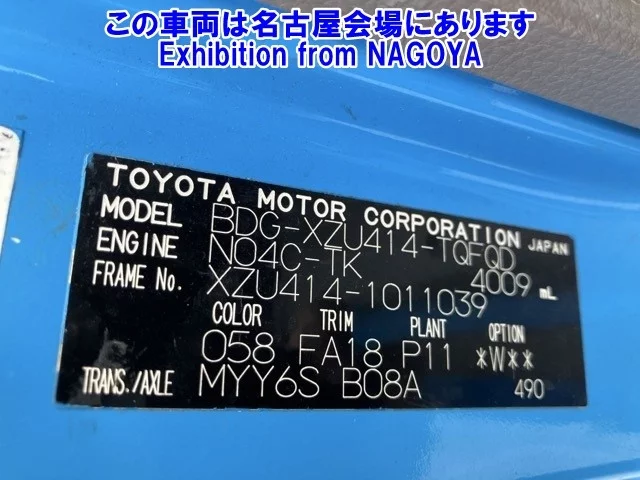 この車両は名古屋会場にあります
Exhibition from NAGOYA
TOYOTA MOTOR CORPORATION JAPAN
MODEL BDG-XZU414-TQFQD
ENGINE N04C-TK 4009 mL
FRAME No. XZU414-1011039
COLOR TRIM PLANT OPTION
058 FA18 P11 *W**
TRANS./AXLE MYY6S B08A 490